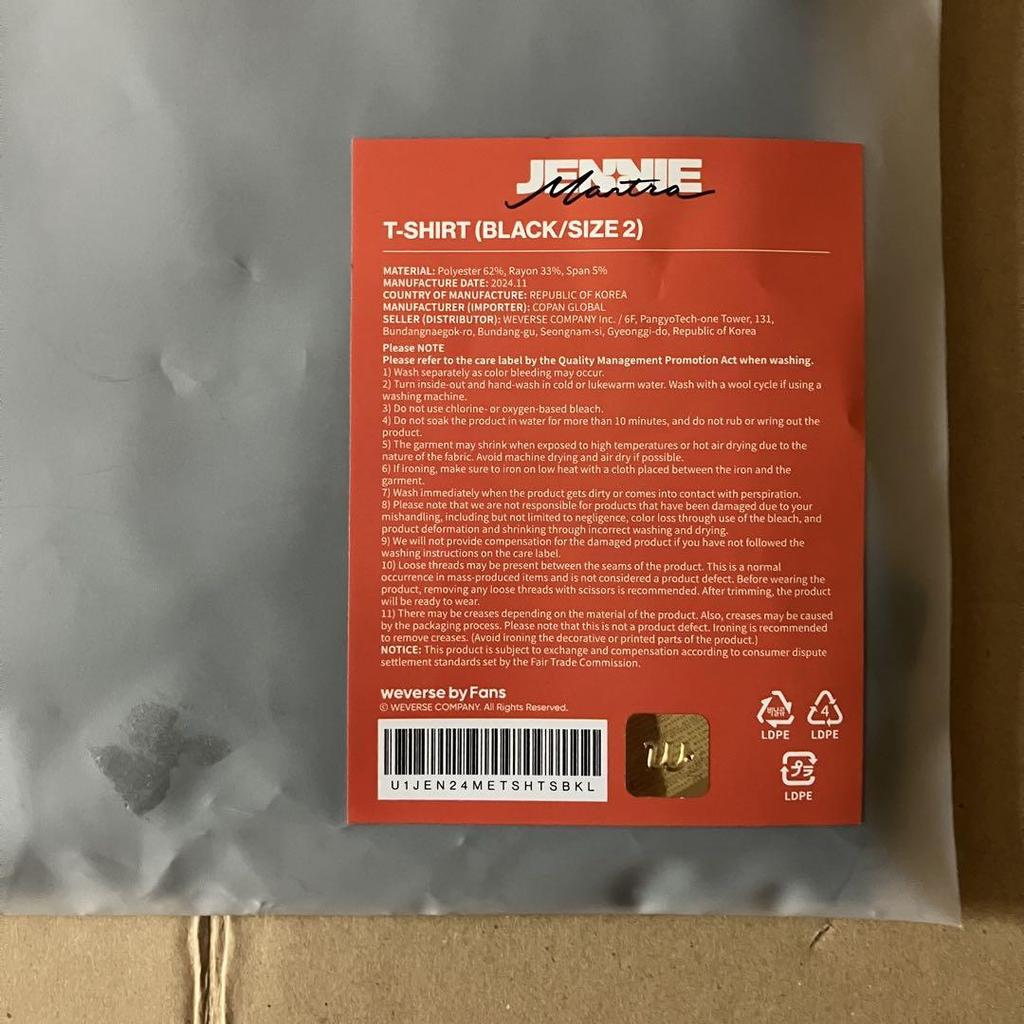 JENNIE
Mantra
T-SHIRT (BLACK/SIZE 2)
MATERIAL: Polyester 62%, Rayon 33%, Span 5%
MANUFACTURE DATE: 2024.11
COUNTRY OF MANUFACTURE: REPUBLIC OF KOREA
MANUFACTURER (IMPORTER): COPAN GLOBAL
SELLER (DISTRIBUTOR): WEVERSE COMPANY Inc. / 6F, PangyoTech-one Tower, 131,
Bundangnaegok-ro, Bundang-gu, Seongnam-si, Gyeonggi-do, Republic of Korea
Please NOTE
Please refer to the care label by the Quality Management Promotion Act when washing.
1) Wash separately as color bleeding may occur.
2) Turn inside-out and hand-wash in cold or lukewarm water. Wash with a wool cycle if using a
washing machine.
3) Do not use chlorine- or oxygen-based bleach.
4) Do not soak the product in water for more than 10 minutes, and do not rub or wring out the
product.
5) The garment may shrink when exposed to high temperatures or hot air drying due to the
nature of the fabric. Avoid machine drying and air dry if possible.
6) If ironing, make sure to iron on low heat with a cloth placed between the iron and the
garment.
7) Wash immediately when the product gets dirty or comes into contact with perspiration.
8) Please note that we are not responsible for products that have been damaged due to your
mishandling, including but not limited to negligence, color loss through use of the bleach, and
product deformation and shrinking through incorrect washing and drying.
9) We will not provide compensation for the damaged product if you have not followed the
washing instructions on the care label.
10) Loose threads may be present between the seams of the product. This is a normal
occurrence in mass-produced items and is not considered a product defect. Before wearing the
product, removing any loose threads with scissors is recommended. After trimming, the product
will be ready to wear.
11) There may be creases depending on the material of the product. Also, creases may be caused
by the packaging process. Please note that this is not a product defect. Ironing is recommended
to remove creases. (Avoid ironing the decorative or printed parts of the product.)
NOTICE: This product is subject to exchange and compensation according to consumer dispute
settlement standards set by the Fair Trade Commission.
weverse by Fans
© WEVERSE COMPANY. All Rights Reserved.
U1JEN24METSHTSBKL
비닐류
LDPE
4
LDPE
プラ
LDPE